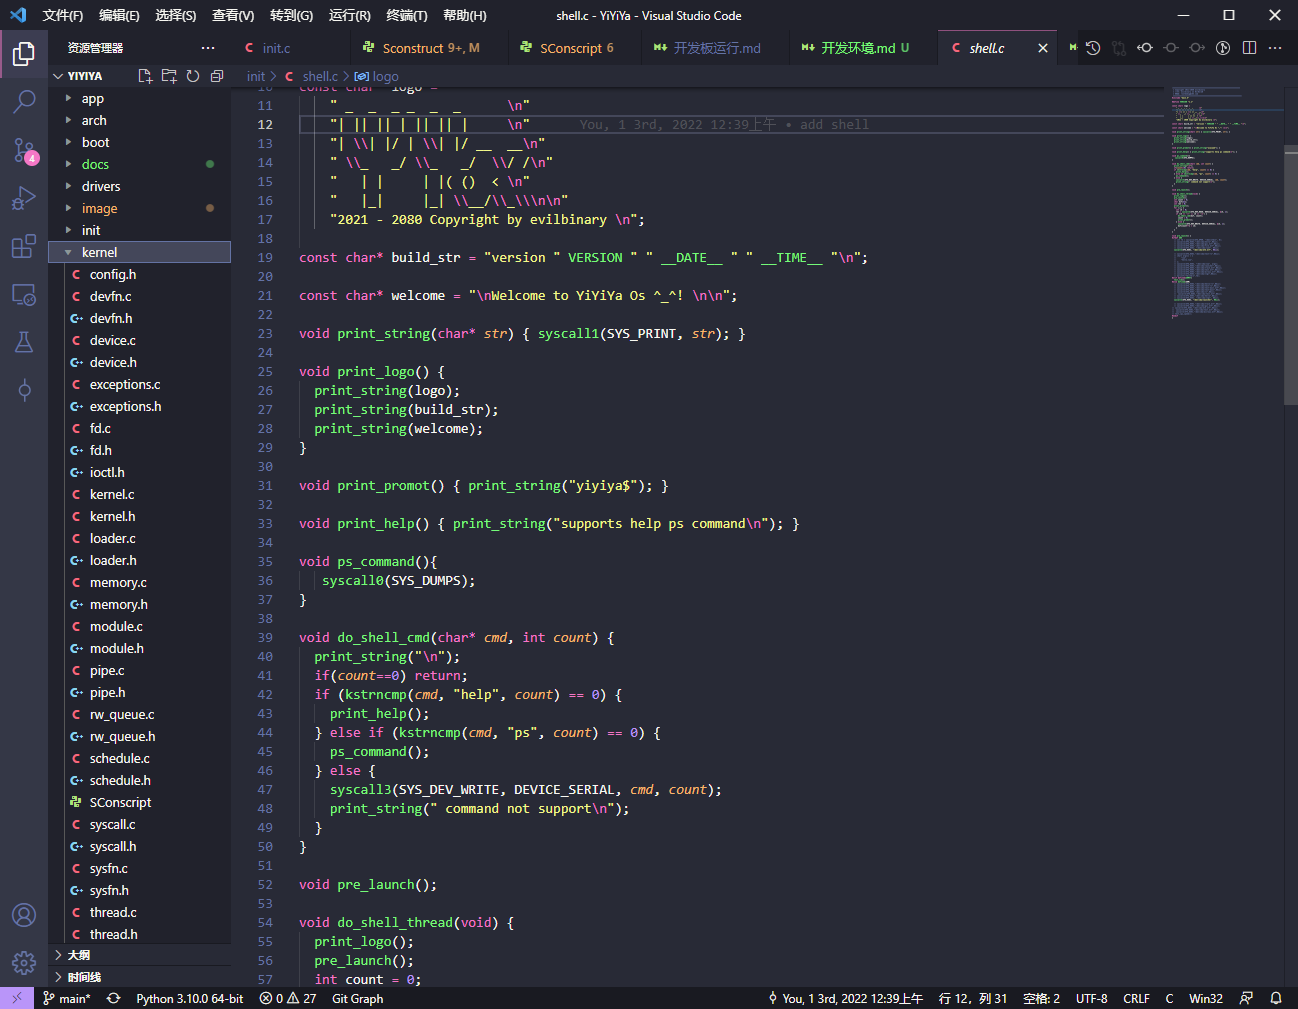 文件(F) 编辑(E) 选择(S) 查看(V) 转到(G) 运行(R) 终端(T) 帮助(H) shell.c - YiYiYa - Visual Studio Code
资源管理器 ··· C init.c Sconstruct 9+, M SConscript 6 开发板运行.md 开发环境.md U C shell.c
YIYIYA
init > C shell.c > logo
app
arch
boot
docs
drivers
image
init
kernel
C config.h
C devfn.c
C++ devfn.h
C device.c
C++ device.h
C exceptions.c
C++ exceptions.h
C fd.c
C++ fd.h
C++ ioctl.h
C kernel.c
C++ kernel.h
C loader.c
C++ loader.h
C memory.c
C++ memory.h
C module.c
C++ module.h
C pipe.c
C++ pipe.h
C rw_queue.c
C++ rw_queue.h
C schedule.c
C++ schedule.h
SConscript
C syscall.c
C++ syscall.h
C sysfn.c
C++ sysfn.h
C thread.c
C++ thread.h
大纲
时间线
4
10 const char* logo =
11 " _  _  _ _  _  _      \n"
12 "| || || | || || |     \n" You, 1 3rd, 2022 12:39上午 • add shell
13 "| \\| |/ | \\| |/ __  __\n"
14 " \\_   _/ \\_   _/  \\/ /\n"
15 "   | |     | |( ()  < \n"
16 "   |_|     |_| \\__/\\_\\\n\n"
17 "2021 - 2080 Copyright by evilbinary \n";
18
19 const char* build_str = "version " VERSION " " __DATE__ " " __TIME__ "\n";
20
21 const char* welcome = "\nWelcome to YiYiYa Os ^_^! \n\n";
22
23 void print_string(char* str) { syscall1(SYS_PRINT, str); }
24
25 void print_logo() {
26 print_string(logo);
27 print_string(build_str);
28 print_string(welcome);
29 }
30
31 void print_promot() { print_string("yiyiya$"); }
32
33 void print_help() { print_string("supports help ps command\n"); }
34
35 void ps_command(){
36 syscall0(SYS_DUMPS);
37 }
38
39 void do_shell_cmd(char* cmd, int count) {
40 print_string("\n");
41 if(count==0) return;
42 if (kstrncmp(cmd, "help", count) == 0) {
43 print_help();
44 } else if (kstrncmp(cmd, "ps", count) == 0) {
45 ps_command();
46 } else {
47 syscall3(SYS_DEV_WRITE, DEVICE_SERIAL, cmd, count);
48 print_string(" command not support\n");
49 }
50 }
51
52 void pre_launch();
53
54 void do_shell_thread(void) {
55 print_logo();
56 pre_launch();
57 int count = 0;
main* Python 3.10.0 64-bit 0 27 Git Graph You, 1 3rd, 2022 12:39上午 行 12，列 31 空格: 2 UTF-8 CRLF C Win32